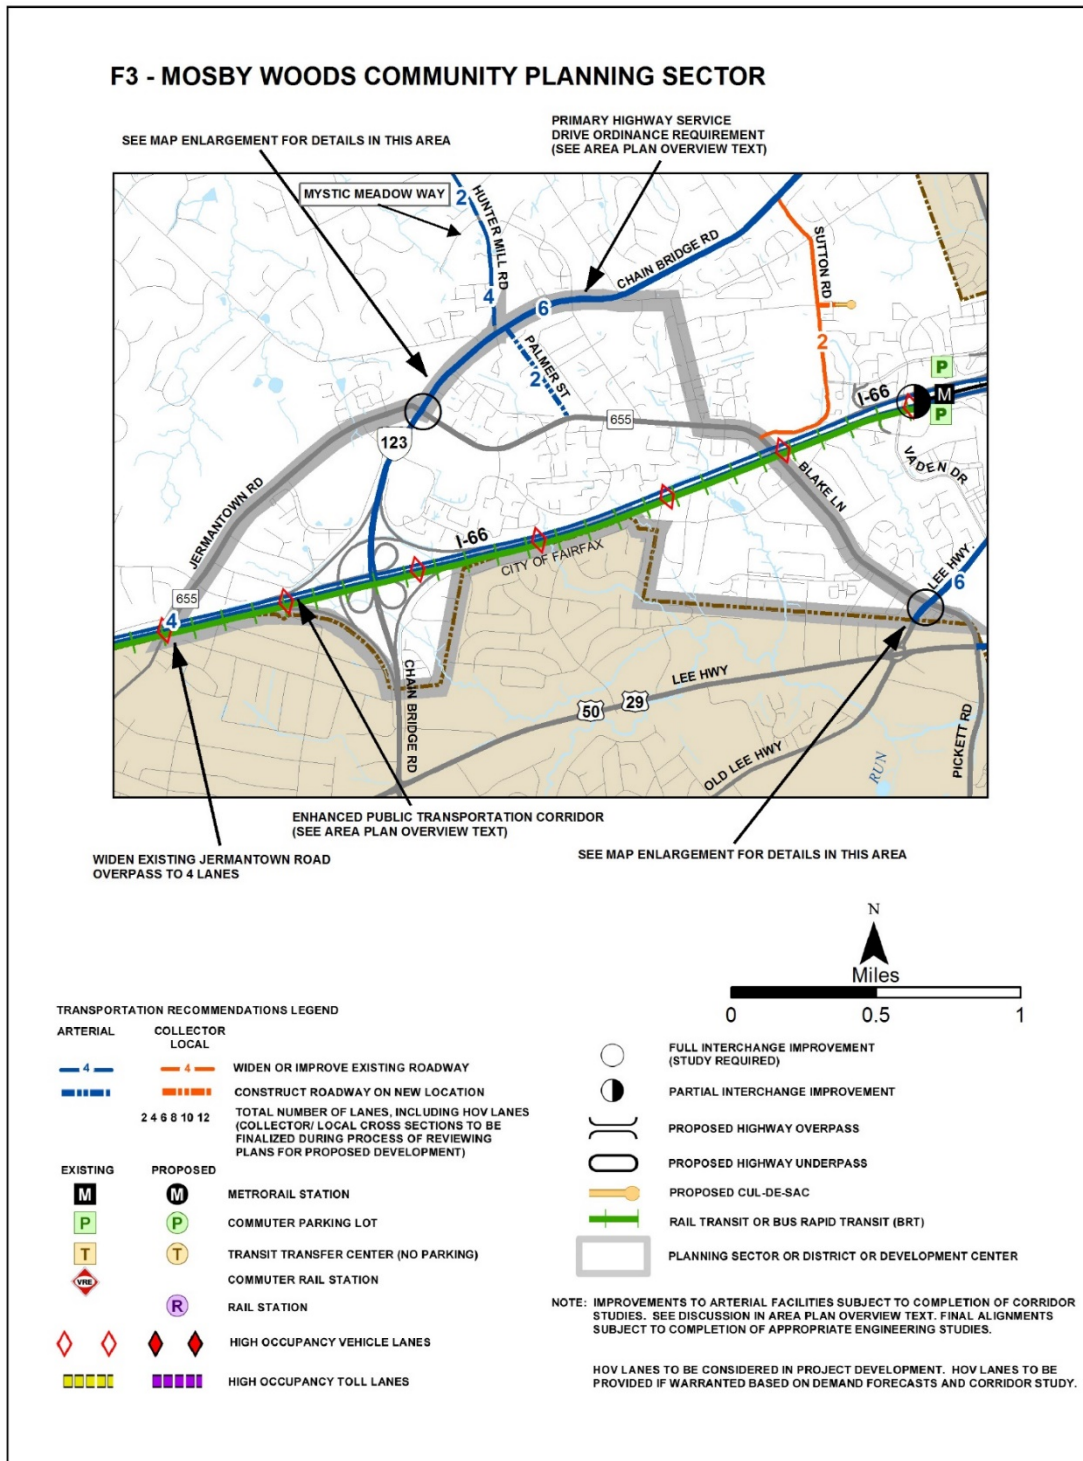 F3 - MOSBY WOODS COMMUNITY PLANNING SECTOR
SEE MAP ENLARGEMENT FOR DETAILS IN THIS AREA
PRIMARY HIGHWAY SERVICE
DRIVE ORDINANCE REQUIREMENT
(SEE AREA PLAN OVERVIEW TEXT)
MYSTIC MEADOW WAY
2
HUNTER MILL RD
4
6
CHAIN BRIDGE RD
SUTTON RD
2
PALMER ST
2
P
M
P
I-66
655
123
VADEN DR
BLAKE LN
JERMANTOWN RD
I-66
CITY OF FAIRFAX
LEE HWY.
6
655
4
CHAIN BRIDGE RD
LEE HWY
50
29
OLD LEE HWY
RUN
PICKETT RD
ENHANCED PUBLIC TRANSPORTATION CORRIDOR
(SEE AREA PLAN OVERVIEW TEXT)
SEE MAP ENLARGEMENT FOR DETAILS IN THIS AREA
WIDEN EXISTING JERMANTOWN ROAD
OVERPASS TO 4 LANES
N
Miles
0 0.5 1
TRANSPORTATION RECOMMENDATIONS LEGEND
ARTERIAL
COLLECTOR
LOCAL
4 4 WIDEN OR IMPROVE EXISTING ROADWAY
CONSTRUCT ROADWAY ON NEW LOCATION
2 4 6 8 10 12 TOTAL NUMBER OF LANES, INCLUDING HOV LANES
(COLLECTOR/ LOCAL CROSS SECTIONS TO BE
FINALIZED DURING PROCESS OF REVIEWING
PLANS FOR PROPOSED DEVELOPMENT)
EXISTING PROPOSED
M M METRORAIL STATION
P P COMMUTER PARKING LOT
T T TRANSIT TRANSFER CENTER (NO PARKING)
VRE COMMUTER RAIL STATION
R RAIL STATION
HIGH OCCUPANCY VEHICLE LANES
HIGH OCCUPANCY TOLL LANES
FULL INTERCHANGE IMPROVEMENT
(STUDY REQUIRED)
PARTIAL INTERCHANGE IMPROVEMENT
PROPOSED HIGHWAY OVERPASS
PROPOSED HIGHWAY UNDERPASS
PROPOSED CUL-DE-SAC
RAIL TRANSIT OR BUS RAPID TRANSIT (BRT)
PLANNING SECTOR OR DISTRICT OR DEVELOPMENT CENTER
NOTE: IMPROVEMENTS TO ARTERIAL FACILITIES SUBJECT TO COMPLETION OF CORRIDOR
STUDIES. SEE DISCUSSION IN AREA PLAN OVERVIEW TEXT. FINAL ALIGNMENTS
SUBJECT TO COMPLETION OF APPROPRIATE ENGINEERING STUDIES.
HOV LANES TO BE CONSIDERED IN PROJECT DEVELOPMENT. HOV LANES TO BE
PROVIDED IF WARRANTED BASED ON DEMAND FORECASTS AND CORRIDOR STUDY.